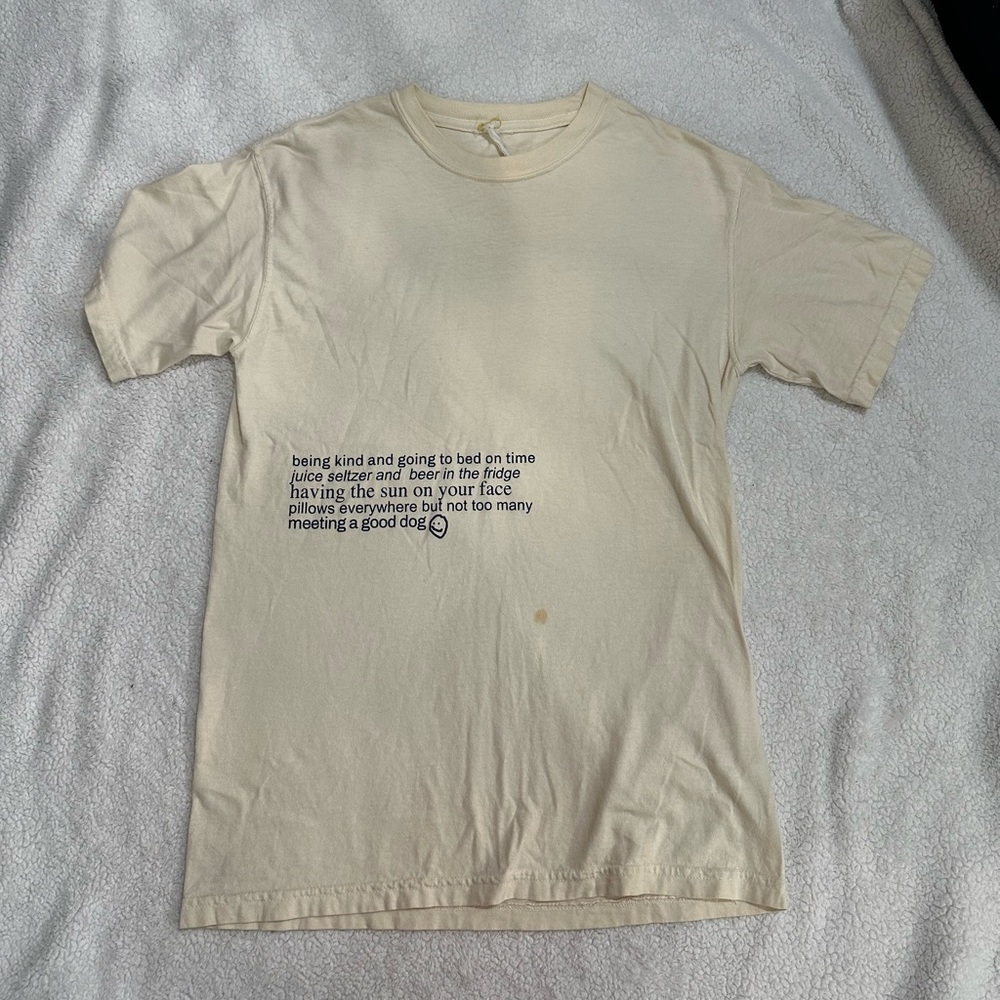 being kind and going to bed on time
juice seltzer and beer in the fridge
having the sun on your face
pillows everywhere but not too many
meeting a good dog